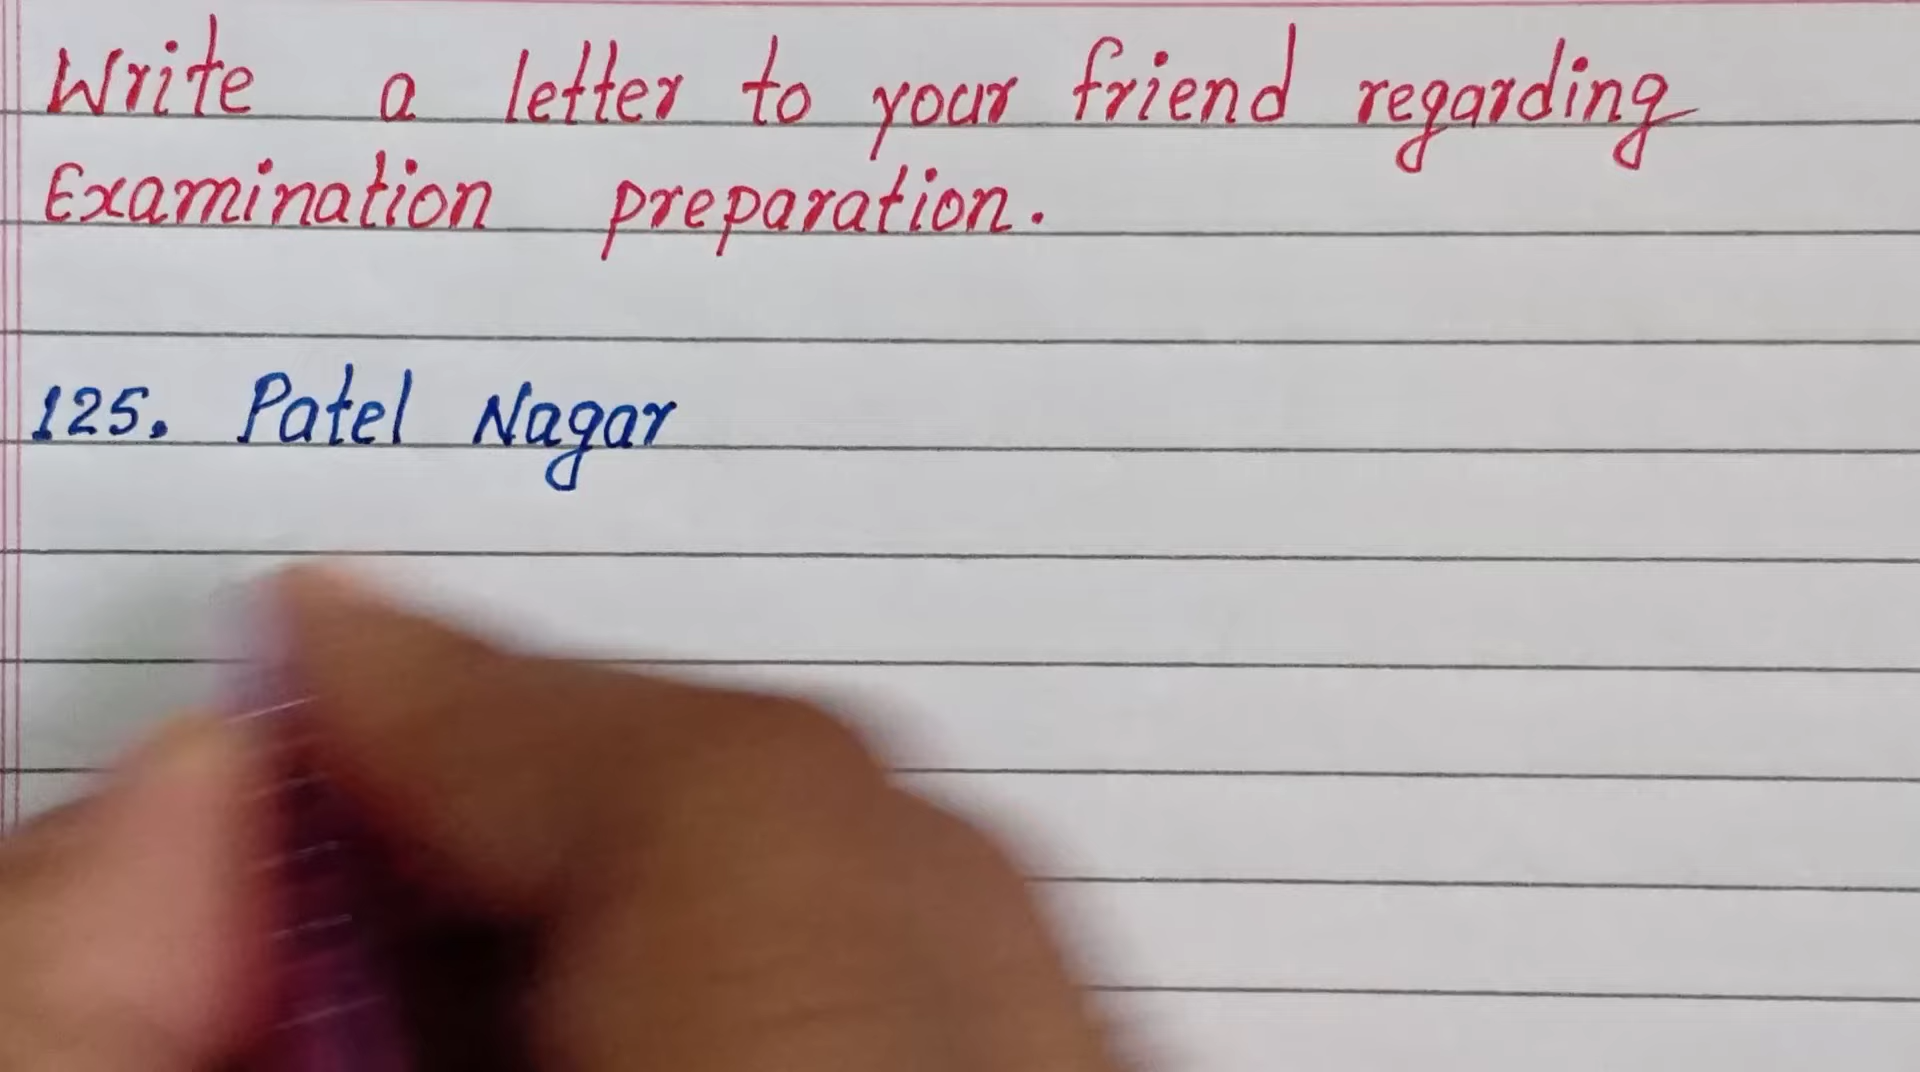 Write a letter to your friend regarding
Examination preparation.
125. Patel Nagar